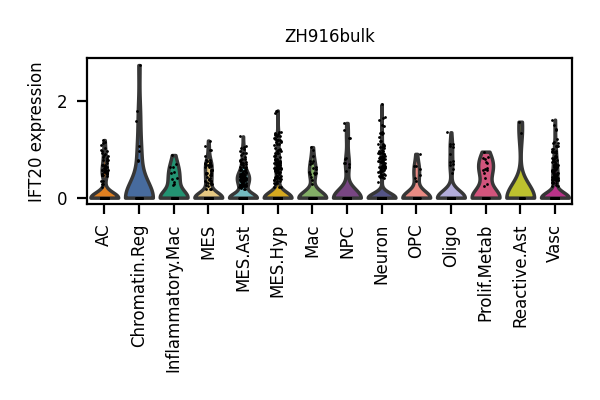 ZH916bulk
IFT20 expression
2
0
AC
Chromatin.Reg
Inflammatory.Mac
MES
MES.Ast
MES.Hyp
Mac
NPC
Neuron
OPC
Oligo
Prolif.Metab
Reactive.Ast
Vasc